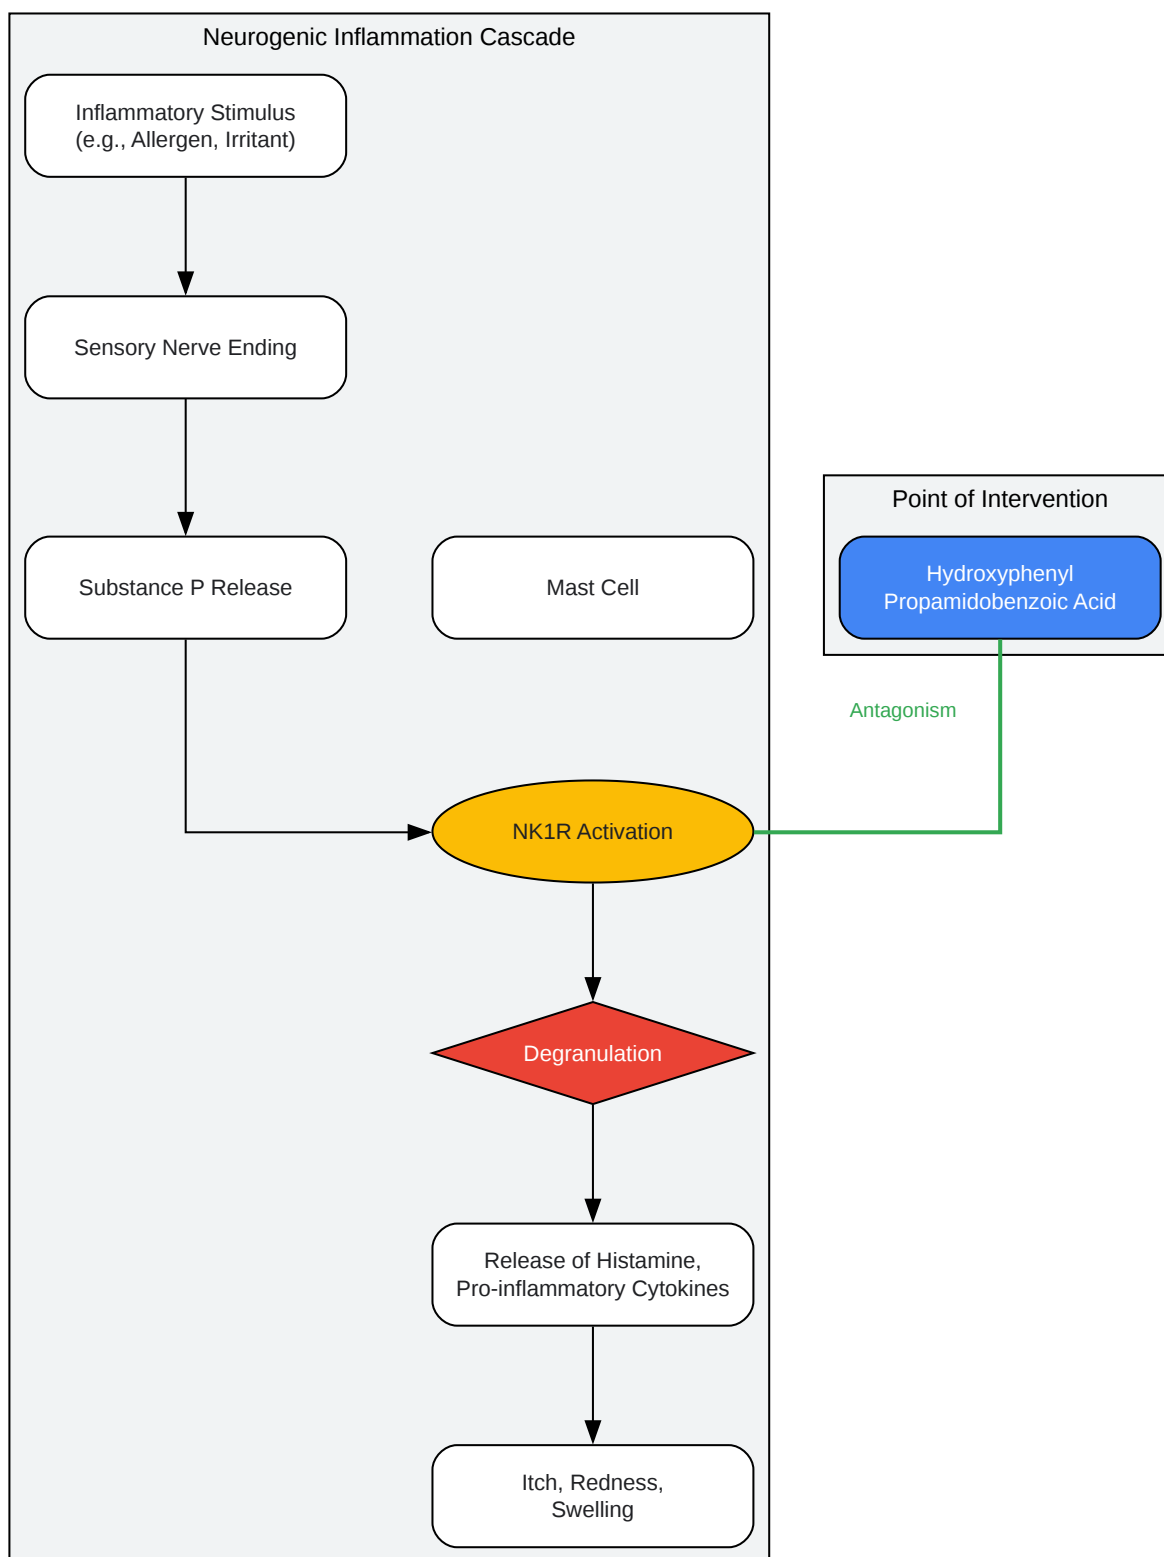 Neurogenic Inflammation Cascade
Inflammatory Stimulus
(e.g., Allergen, Irritant)
Sensory Nerve Ending
Point of Intervention
Substance P Release
Mast Cell
Hydroxyphenyl
Propamidobenzoic Acid
Antagonism
NK1R Activation
Degranulation
Release of Histamine,
Pro-inflammatory Cytokines
Itch, Redness,
Swelling